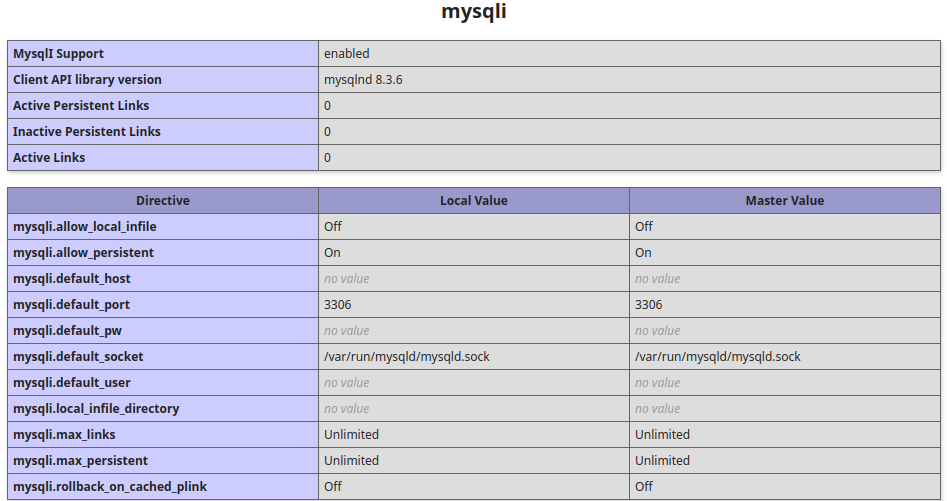 mysqli
MysqlI Support enabled
Client API library version mysqlnd 8.3.6
Active Persistent Links 0
Inactive Persistent Links 0
Active Links 0
Directive Local Value Master Value
mysqli.allow_local_infile Off Off
mysqli.allow_persistent On On
mysqli.default_host no value no value
mysqli.default_port 3306 3306
mysqli.default_pw no value no value
mysqli.default_socket /var/run/mysqld/mysqld.sock /var/run/mysqld/mysqld.sock
mysqli.default_user no value no value
mysqli.local_infile_directory no value no value
mysqli.max_links Unlimited Unlimited
mysqli.max_persistent Unlimited Unlimited
mysqli.rollback_on_cached_plink Off Off